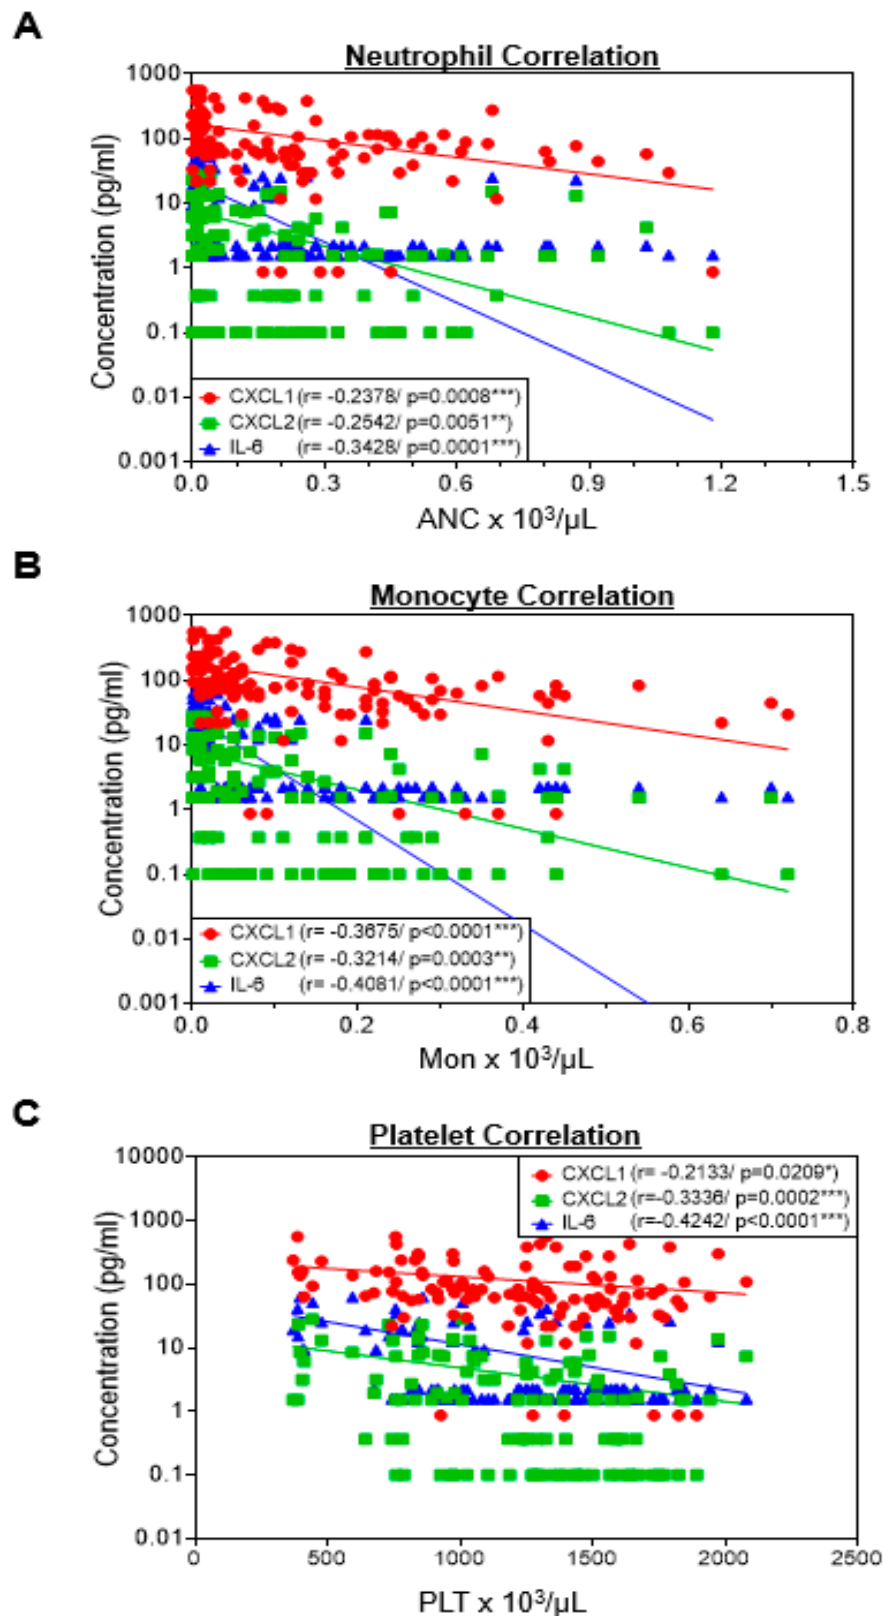 A
Neutrophil Correlation
Concentration (pg/ml)
1000
100
10
1
0.1
0.01
0.001
CXCL1 (r= -0.2378/ p=0.0008***)
CXCL2 (r= -0.2542/ p=0.0051**)
IL-6 (r= -0.3428/ p=0.0001***)
0.0 0.3 0.6 0.9 1.2 1.5
ANC x 10³/µL
B
Monocyte Correlation
Concentration (pg/ml)
1000
100
10
1
0.1
0.01
0.001
CXCL1 (r= -0.3675/ p<0.0001***)
CXCL2 (r= -0.3214/ p=0.0003**)
IL-6 (r= -0.4081/ p<0.0001***)
0.0 0.2 0.4 0.6 0.8
Mon x 10³/µL
C
Platelet Correlation
Concentration (pg/ml)
10000
1000
100
10
1
0.1
0.01
CXCL1 (r= -0.2133/ p=0.0209*)
CXCL2 (r=-0.3336/ p=0.0002***)
IL-6 (r=-0.4242/ p<0.0001***)
0 500 1000 1500 2000 2500
PLT x 10³/µL